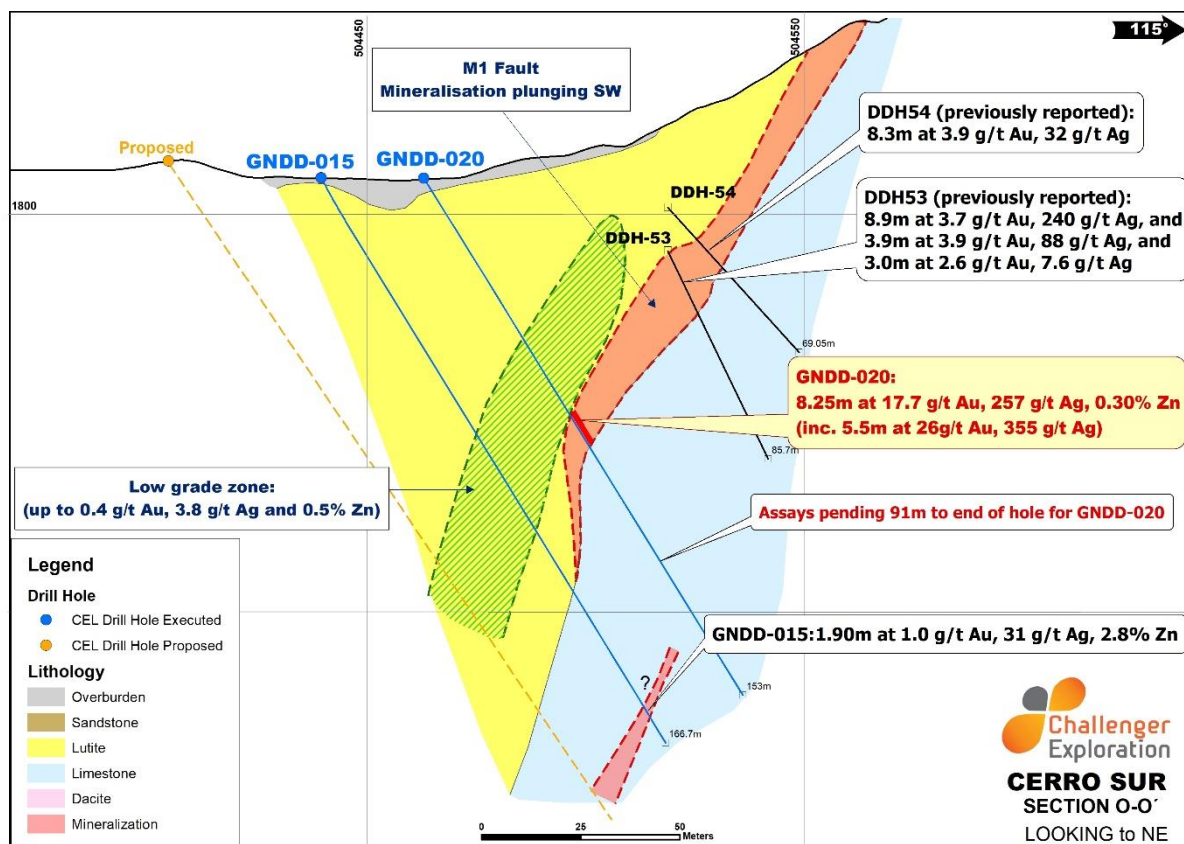 504450
504550
115°
M1 Fault
Mineralisation plunging SW
DDH54 (previously reported):
8.3m at 3.9 g/t Au, 32 g/t Ag
Proposed
GNDD-015
GNDD-020
DDH53 (previously reported):
8.9m at 3.7 g/t Au, 240 g/t Ag, and
3.9m at 3.9 g/t Au, 88 g/t Ag, and
3.0m at 2.6 g/t Au, 7.6 g/t Ag
DDH-54
1800
DDH-53
69.05m
GNDD-020:
8.25m at 17.7 g/t Au, 257 g/t Ag, 0.30% Zn
(inc. 5.5m at 26g/t Au, 355 g/t Ag)
85.7m
Low grade zone:
(up to 0.4 g/t Au, 3.8 g/t Ag and 0.5% Zn)
Assays pending 91m to end of hole for GNDD-020
GNDD-015:1.90m at 1.0 g/t Au, 31 g/t Ag, 2.8% Zn
?
153m
166.7m
Legend
Drill Hole
CEL Drill Hole Executed
CEL Drill Hole Proposed
Lithology
Overburden
Sandstone
Lutite
Limestone
Dacite
Mineralization
0 25 50
Meters
Challenger
Exploration
CERRO SUR
SECTION O-O´
LOOKING to NE